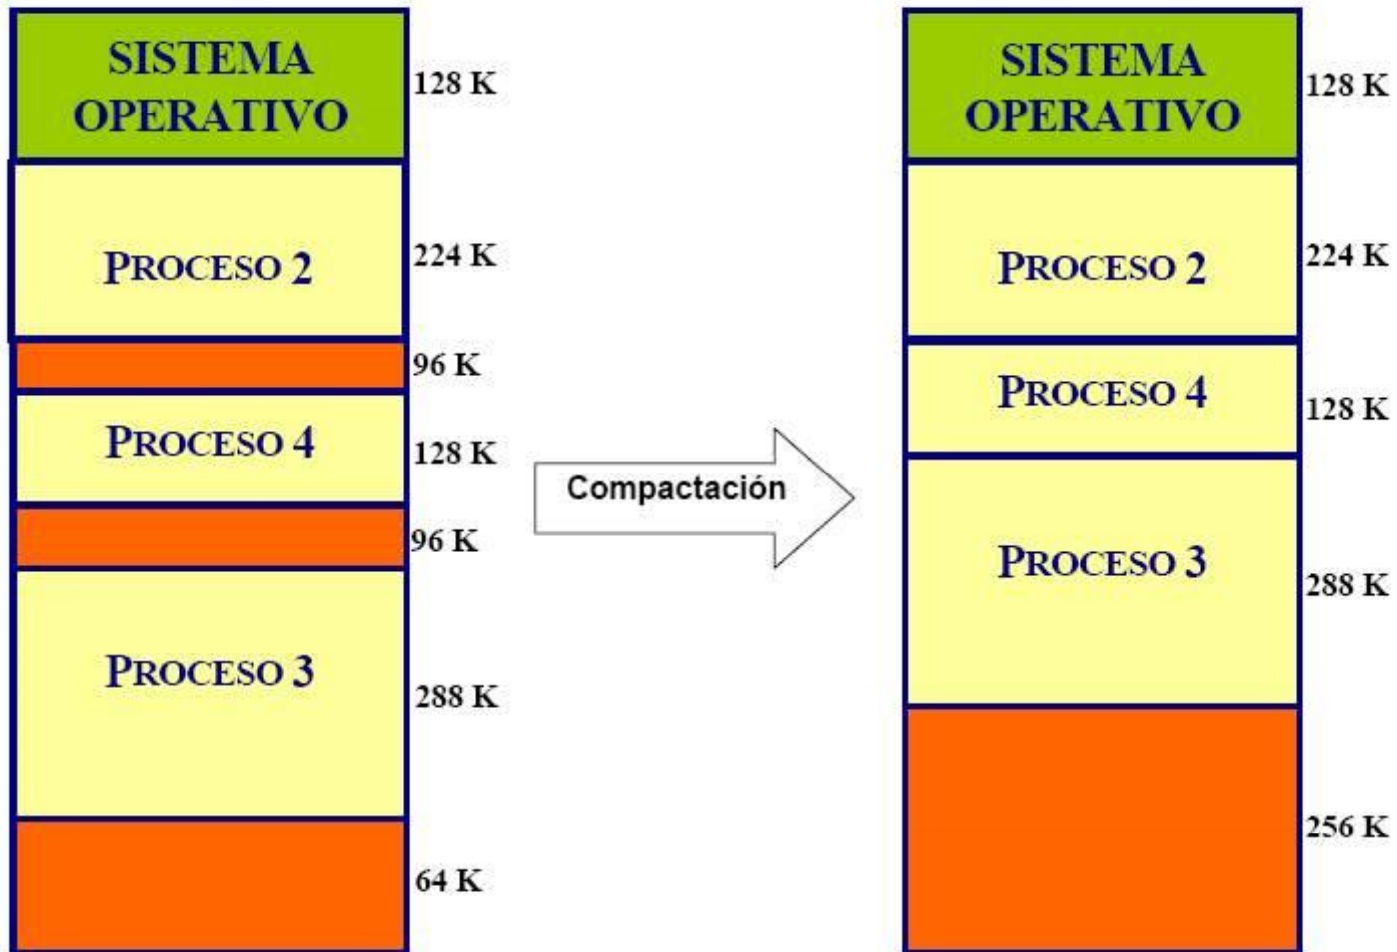 SISTEMA
OPERATIVO
128 K
PROCESO 2
224 K
96 K
PROCESO 4
128 K
96 K
PROCESO 3
288 K
64 K
Compactación
SISTEMA
OPERATIVO
128 K
PROCESO 2
224 K
PROCESO 4
128 K
PROCESO 3
288 K
256 K